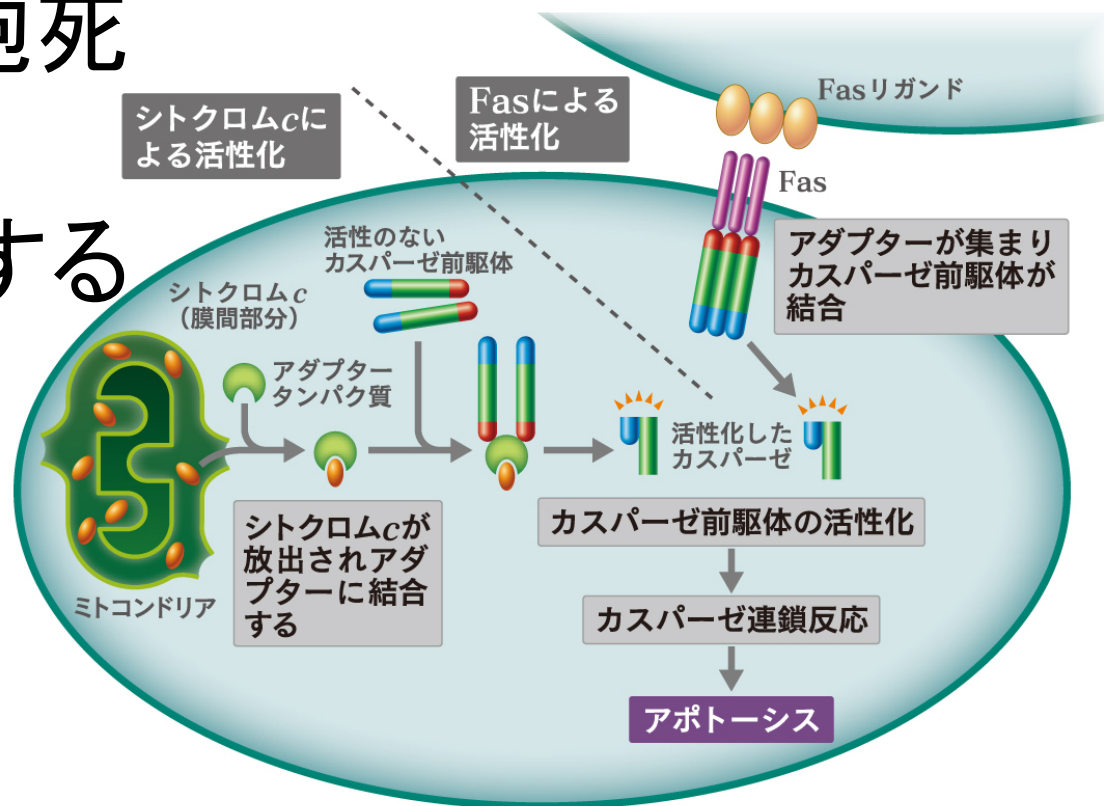 胞死
する
シトクロムcに
よる活性化
Fasによる
活性化
Fasリガンド
Fas
アダプターが集まり
カスパーゼ前駆体が
結合
活性のない
カスパーゼ前駆体
シトクロムc
（膜間部分）
アダプター
タンパク質
活性化した
カスパーゼ
ミトコンドリア
シトクロムcが
放出されアダ
プターに結合
する
カスパーゼ前駆体の活性化
カスパーゼ連鎖反応
アポトーシス